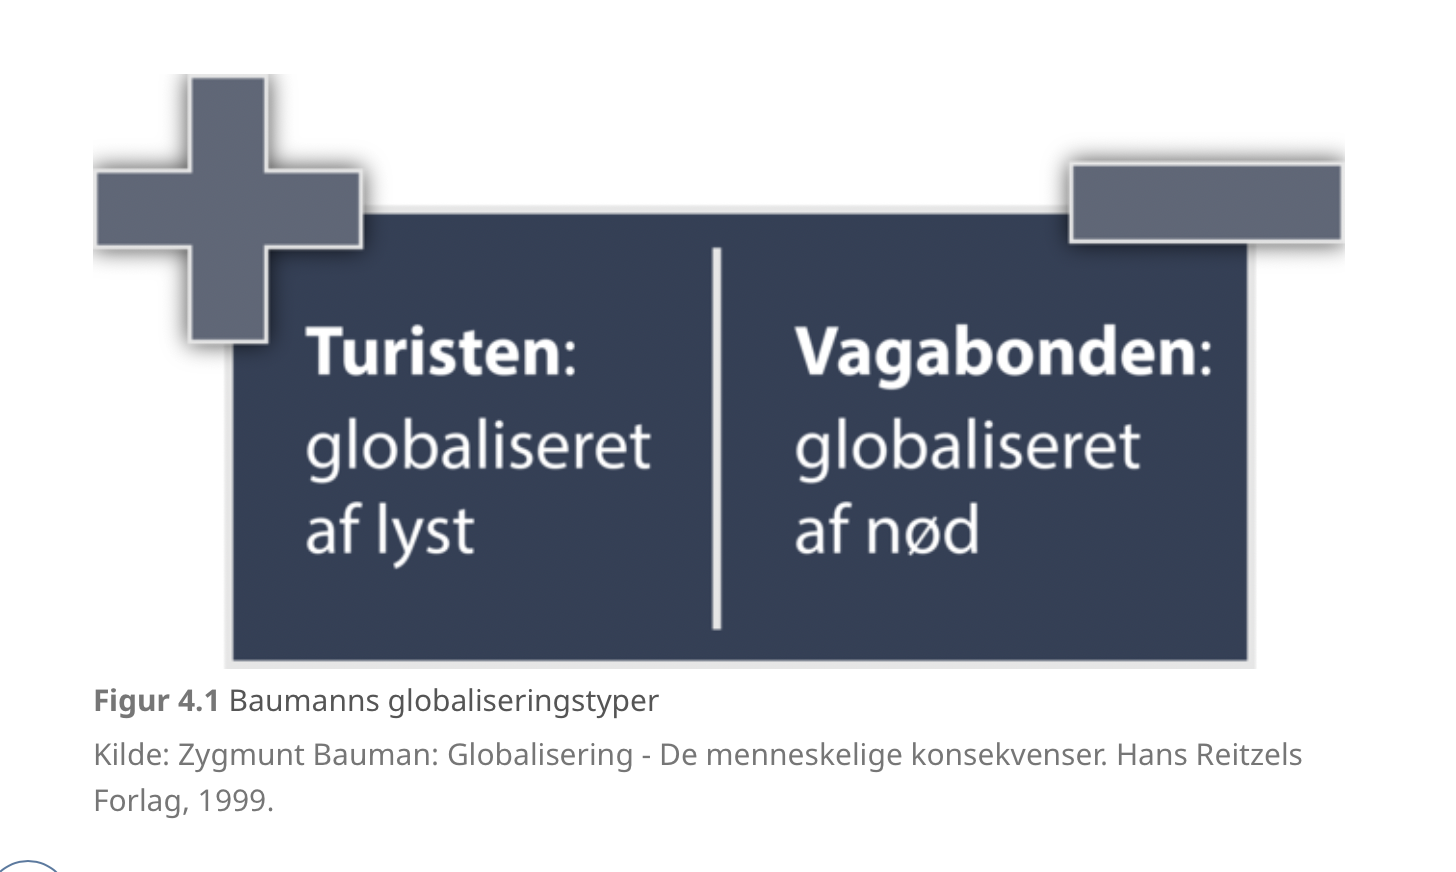 Turisten:
globaliseret
af lyst
Vagabonden:
globaliseret
af nød
Figur 4.1 Baumanns globaliseringstyper
Kilde: Zygmunt Bauman: Globalisering - De menneskelige konsekvenser. Hans Reitzels
Forlag, 1999.